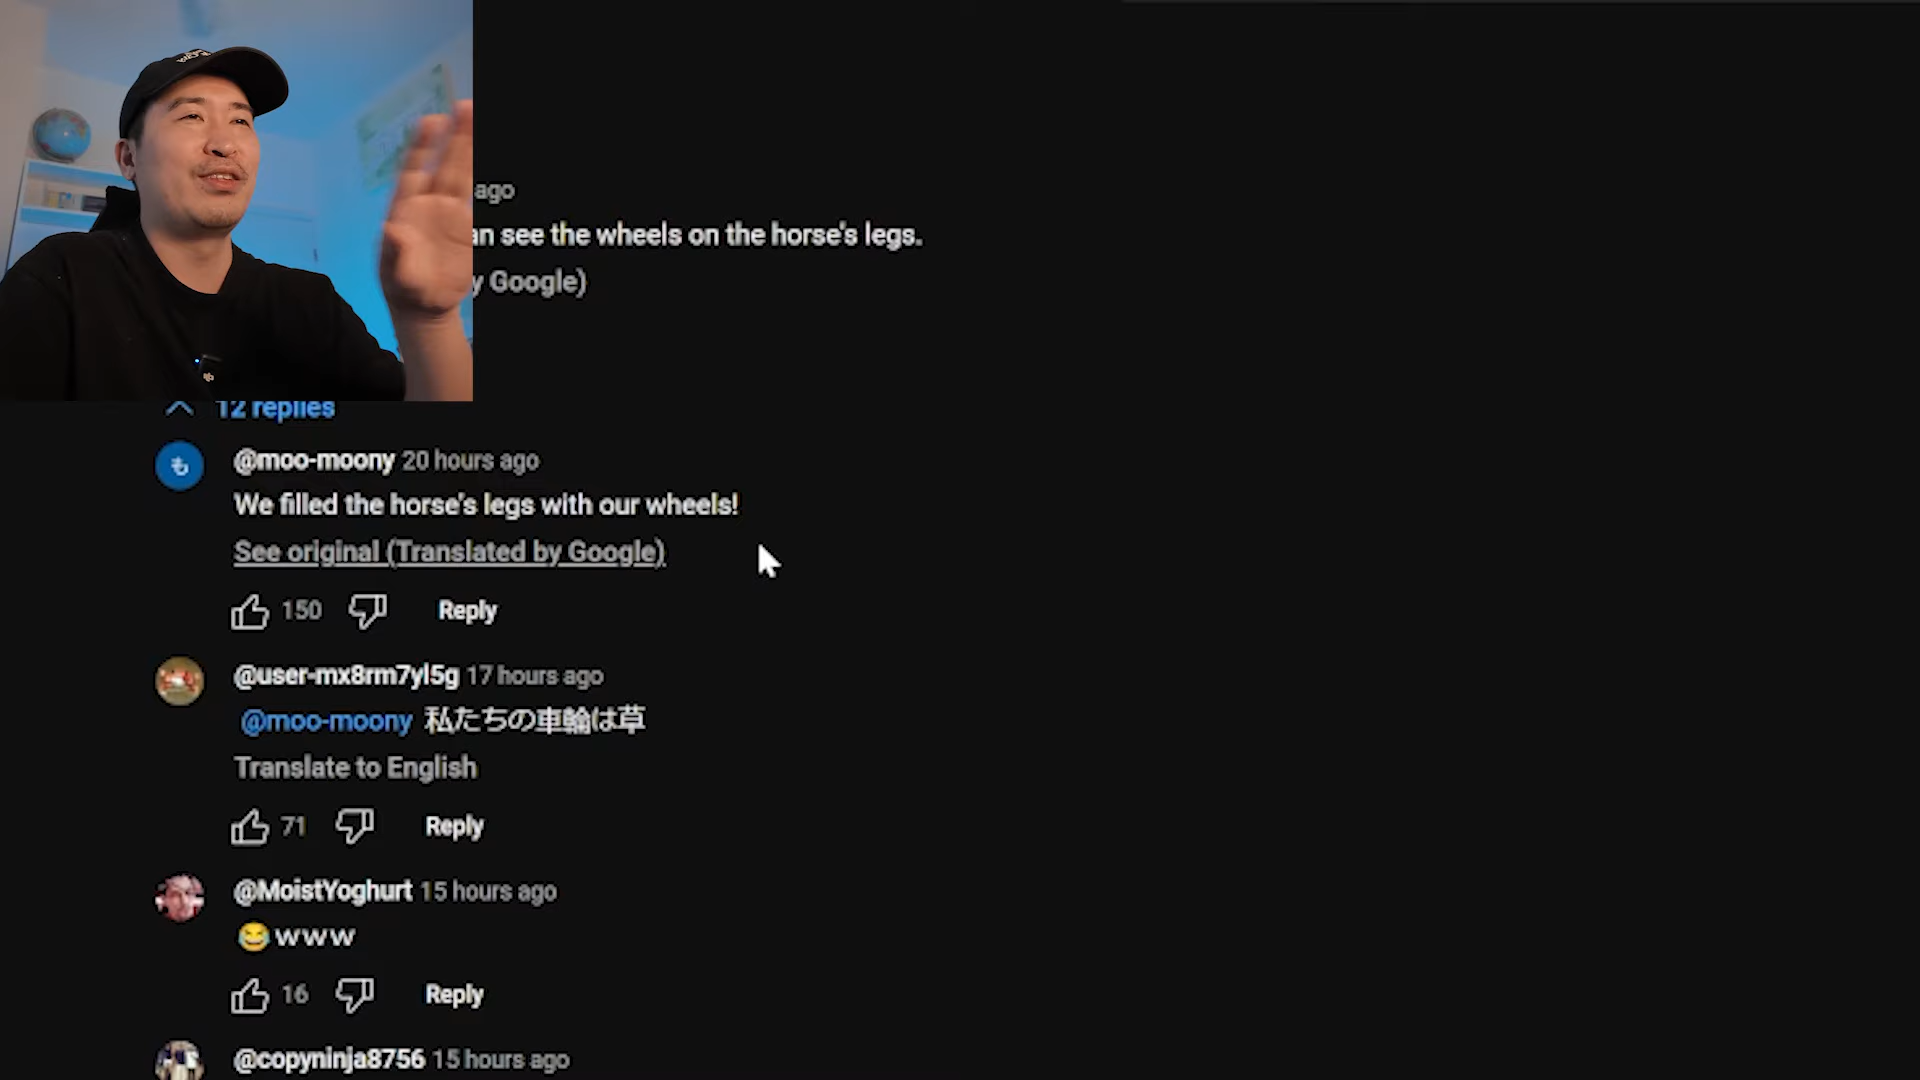 ago
an see the wheels on the horse's legs.
y Google)
12 replies
も
@moo-moony 20 hours ago
We filled the horse's legs with our wheels!
See original (Translated by Google)
150 Reply
@user-mx8rm7yl5g 17 hours ago
@moo-moony 私たちの車輪は草
Translate to English
71 Reply
@MoistYoghurt 15 hours ago
😂www
16 Reply
@copyninja8756 15 hours ago